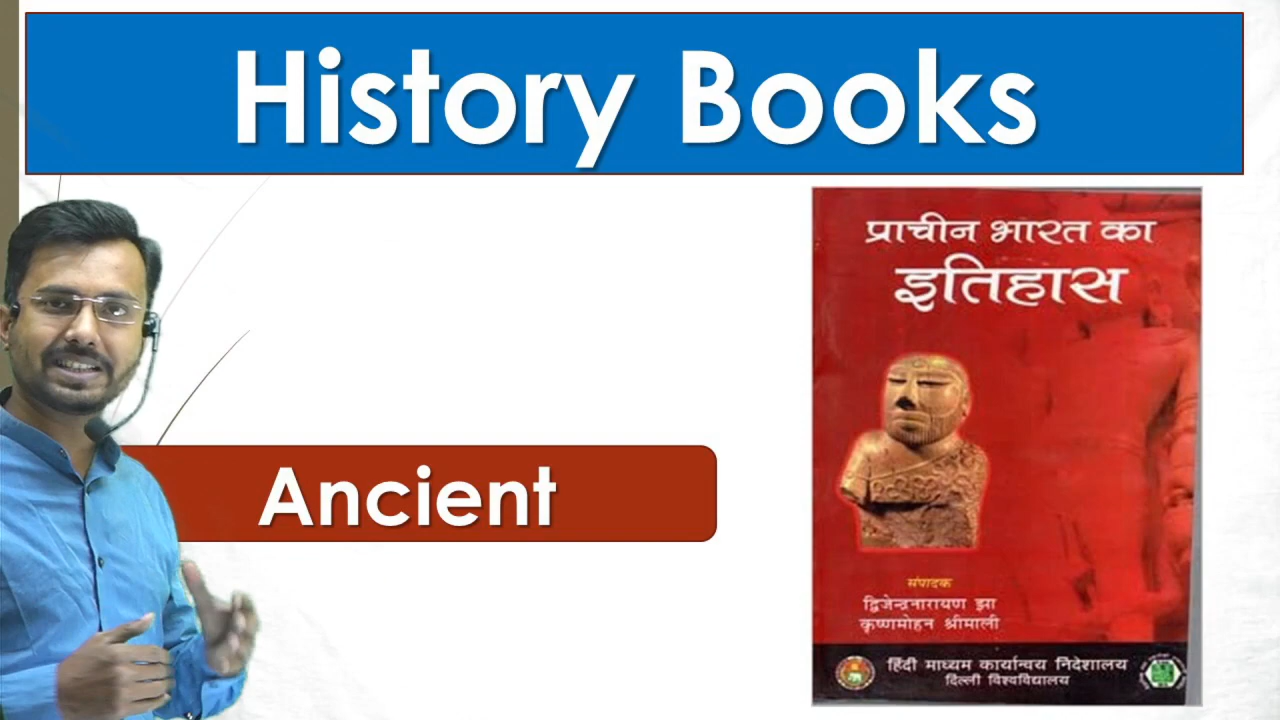 History Books
प्राचीन भारत का
इतिहास
Ancient
संपादक
द्विजेन्द्रनारायण झा
कृष्णमोहन श्रीमाली
हिंदी माध्यम कार्यान्वय निदेशालय
दिल्ली विश्वविद्यालय